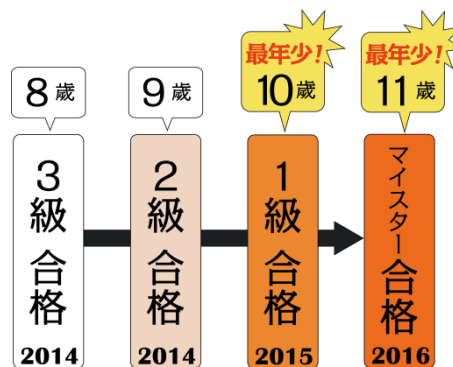 8歳
3級 合格
2014
9歳
2級 合格
2014
最年少!
10歳
1級 合格
2015
最年少!
11歳
マイスター合格
2016